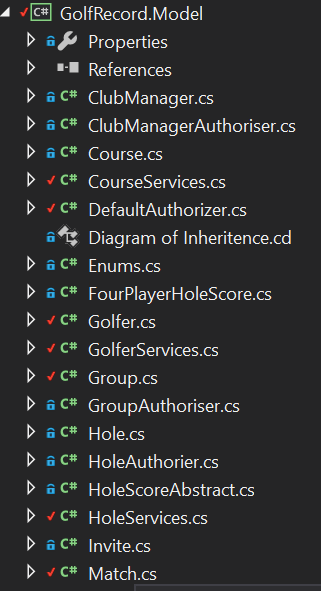 C# GolfRecord.Model
Properties
References
C# ClubManager.cs
C# ClubManagerAuthoriser.cs
C# Course.cs
C# CourseServices.cs
C# DefaultAuthorizer.cs
Diagram of Inheritence.cd
C# Enums.cs
C# FourPlayerHoleScore.cs
C# Golfer.cs
C# GolferServices.cs
C# Group.cs
C# GroupAuthoriser.cs
C# Hole.cs
C# HoleAuthorier.cs
C# HoleScoreAbstract.cs
C# HoleServices.cs
C# Invite.cs
C# Match.cs